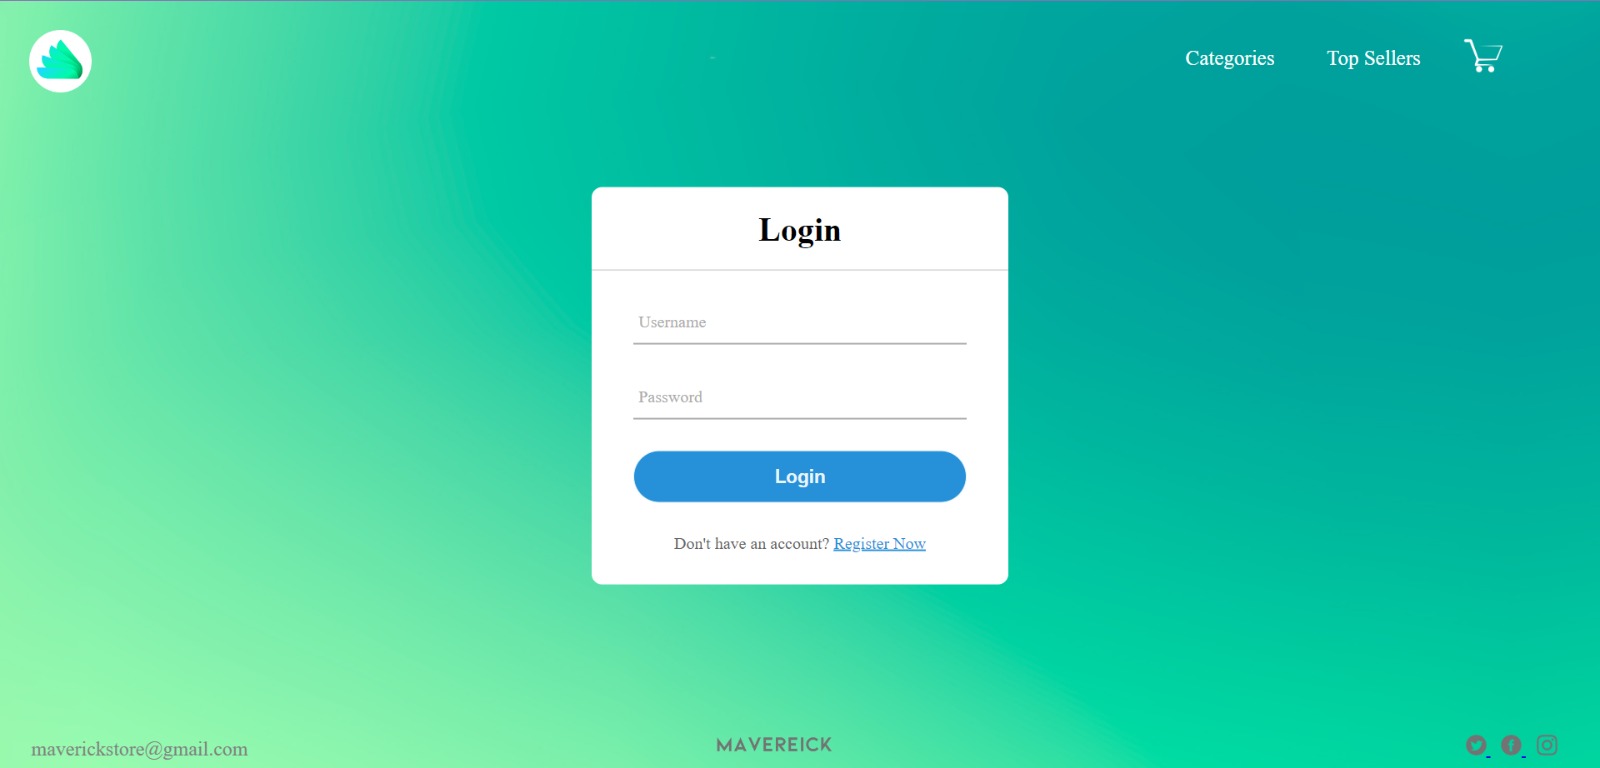 Categories
Top Sellers
Login
Username
Password
Login
Don't have an account? Register Now
maverickstore@gmail.com
MAVEREICK